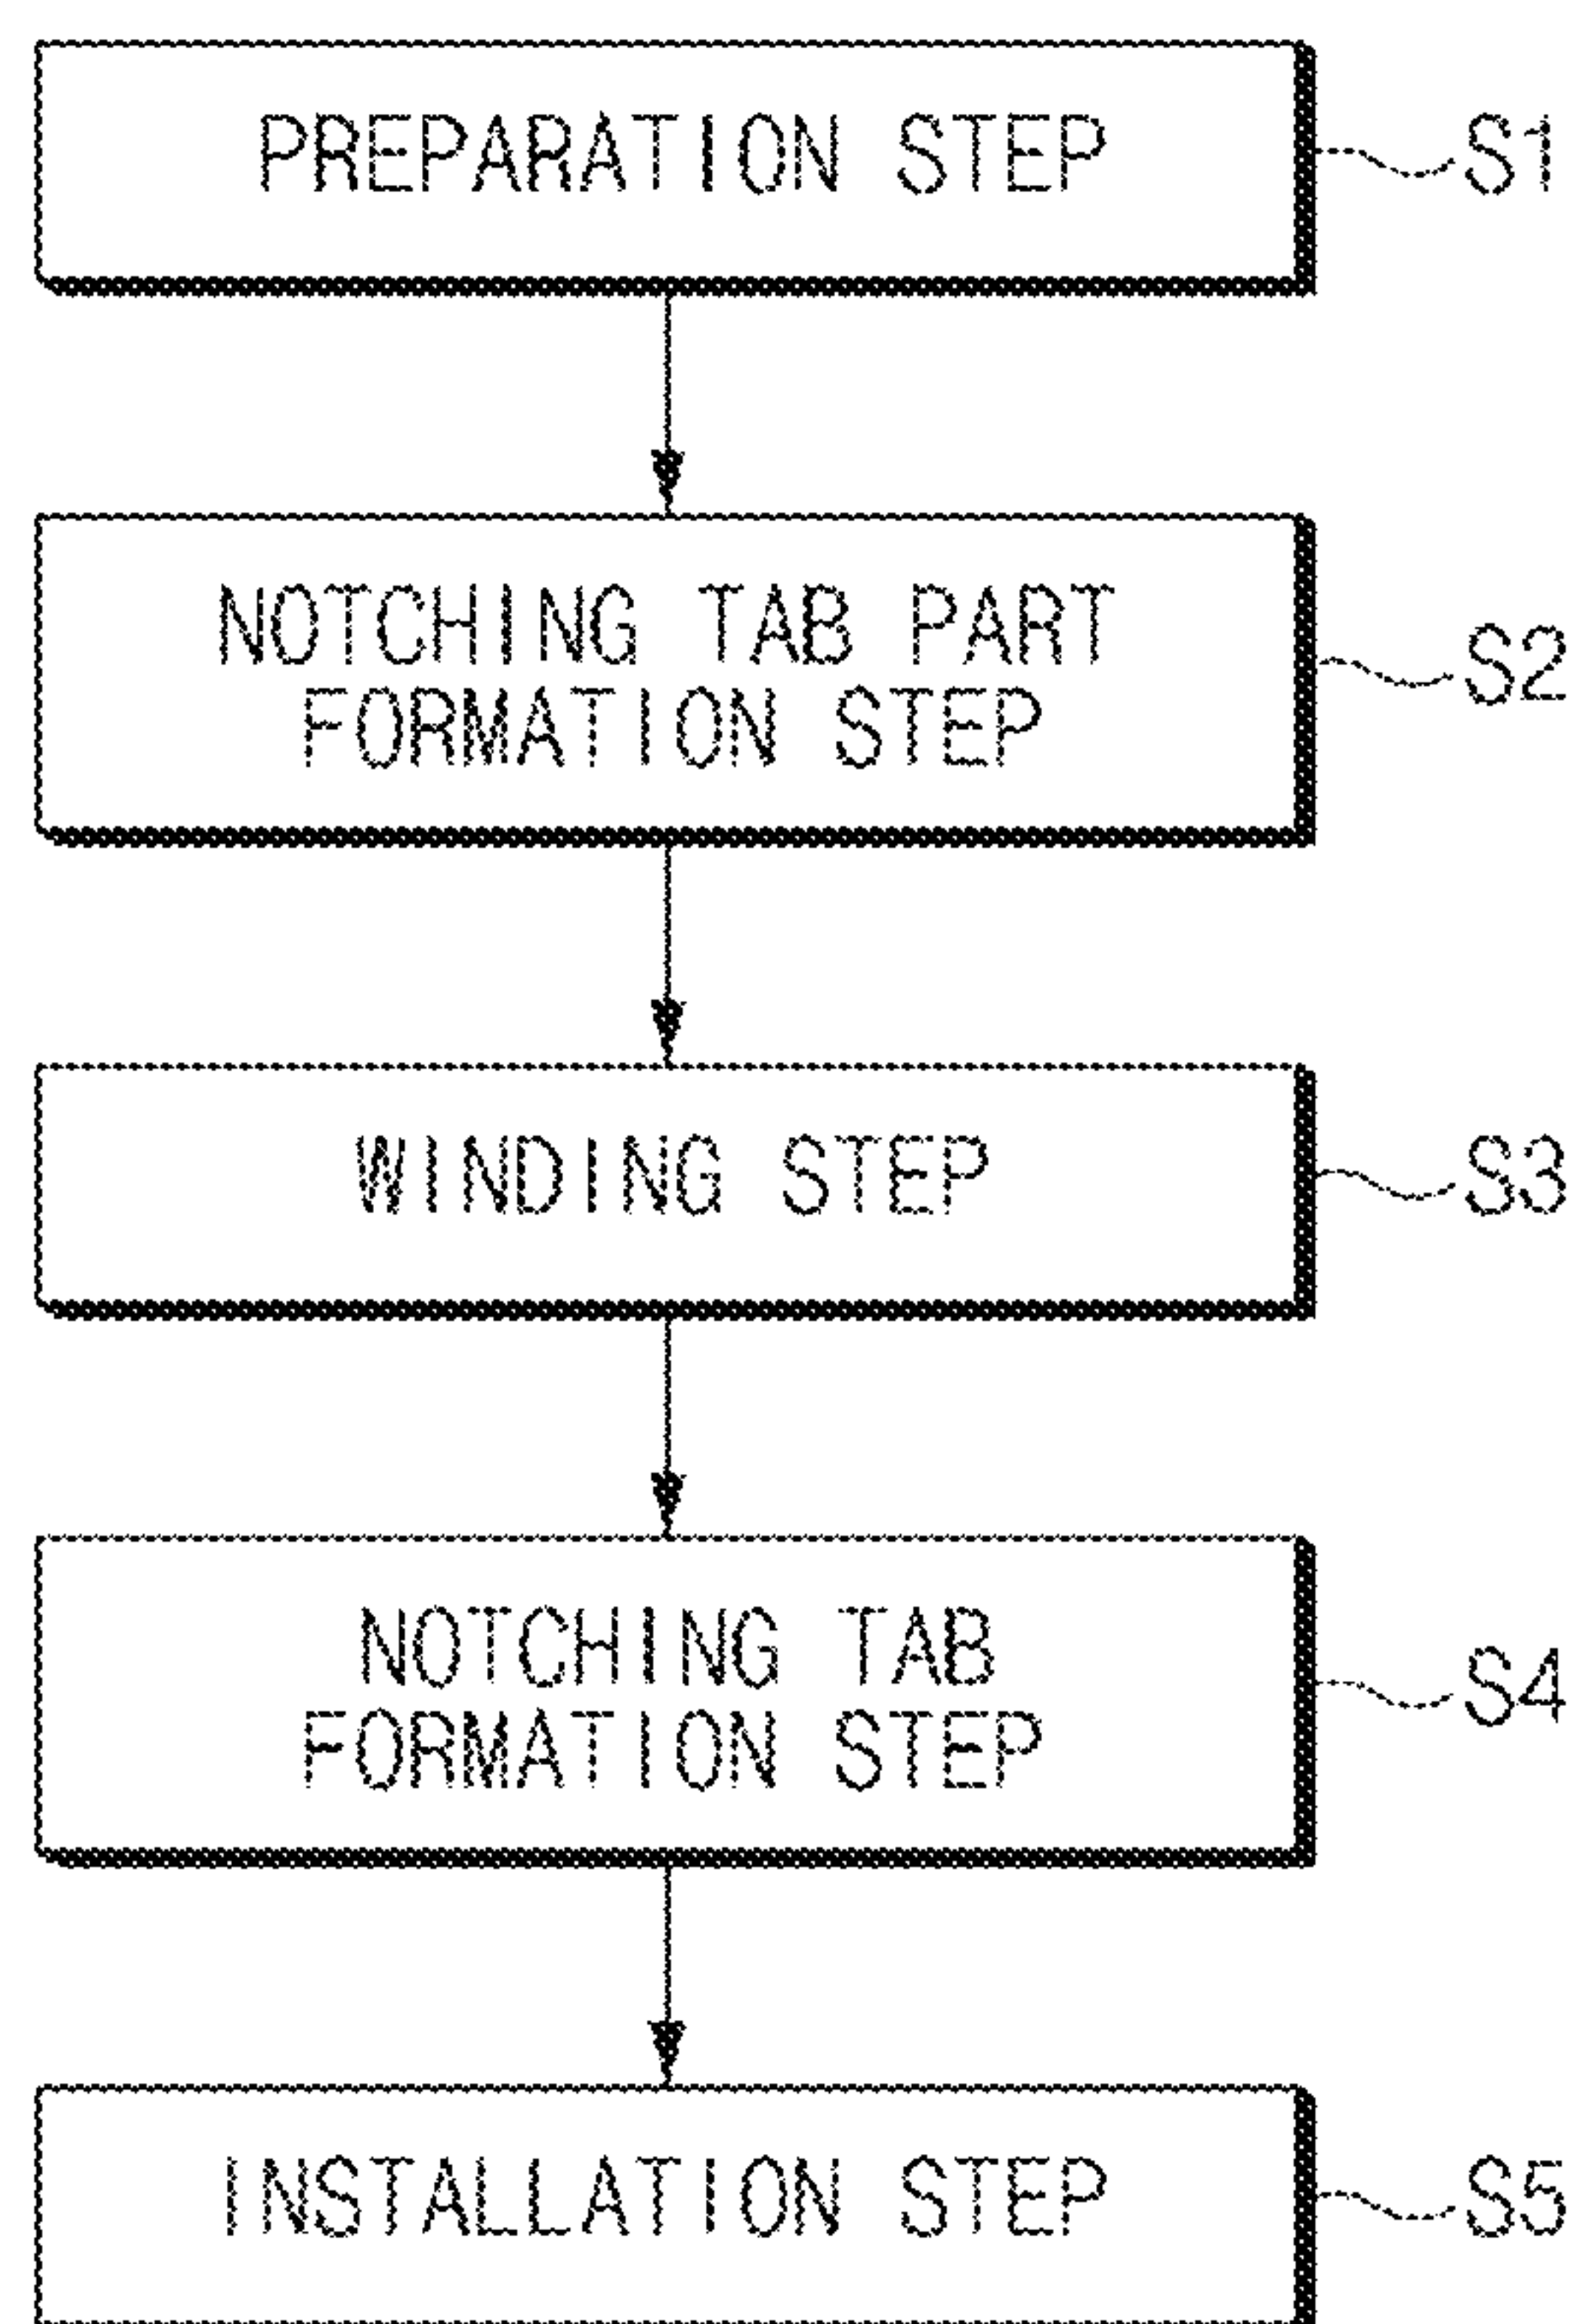 PREPARATION STEP
S1
NOTCHING TAB PART
FORMATION STEP
S2
WINDING STEP
S3
NOTCHING TAB
FORMATION STEP
S4
INSTALLATION STEP
S5